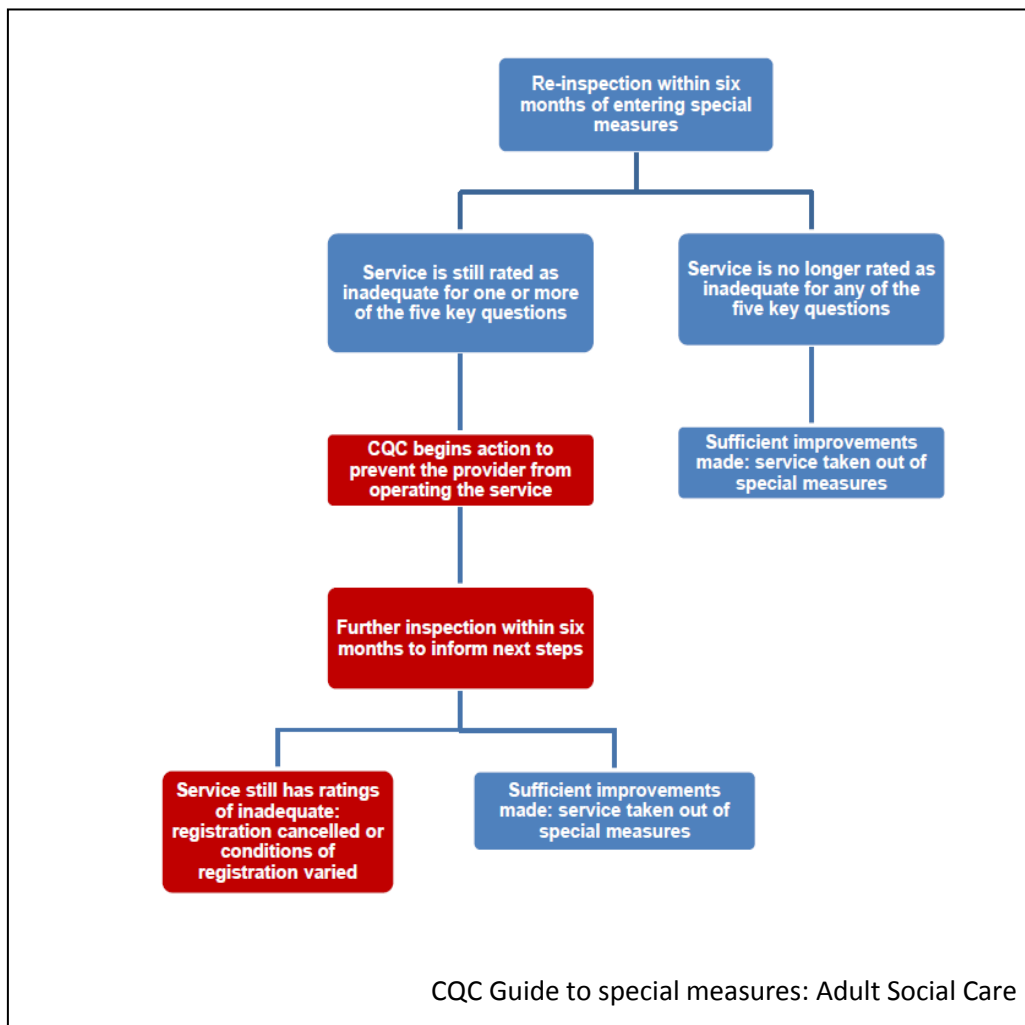 Re-inspection within six
months of entering special
measures
Service is still rated as
inadequate for one or more
of the five key questions
Service is no longer rated as
inadequate for any of the
five key questions
CQC begins action to
prevent the provider from
operating the service
Sufficient improvements
made: service taken out of
special measures
Further inspection within six
months to inform next steps
Service still has ratings
of inadequate:
registration cancelled or
conditions of
registration varied
Sufficient improvements
made: service taken out of
special measures
CQC Guide to special measures: Adult Social Care